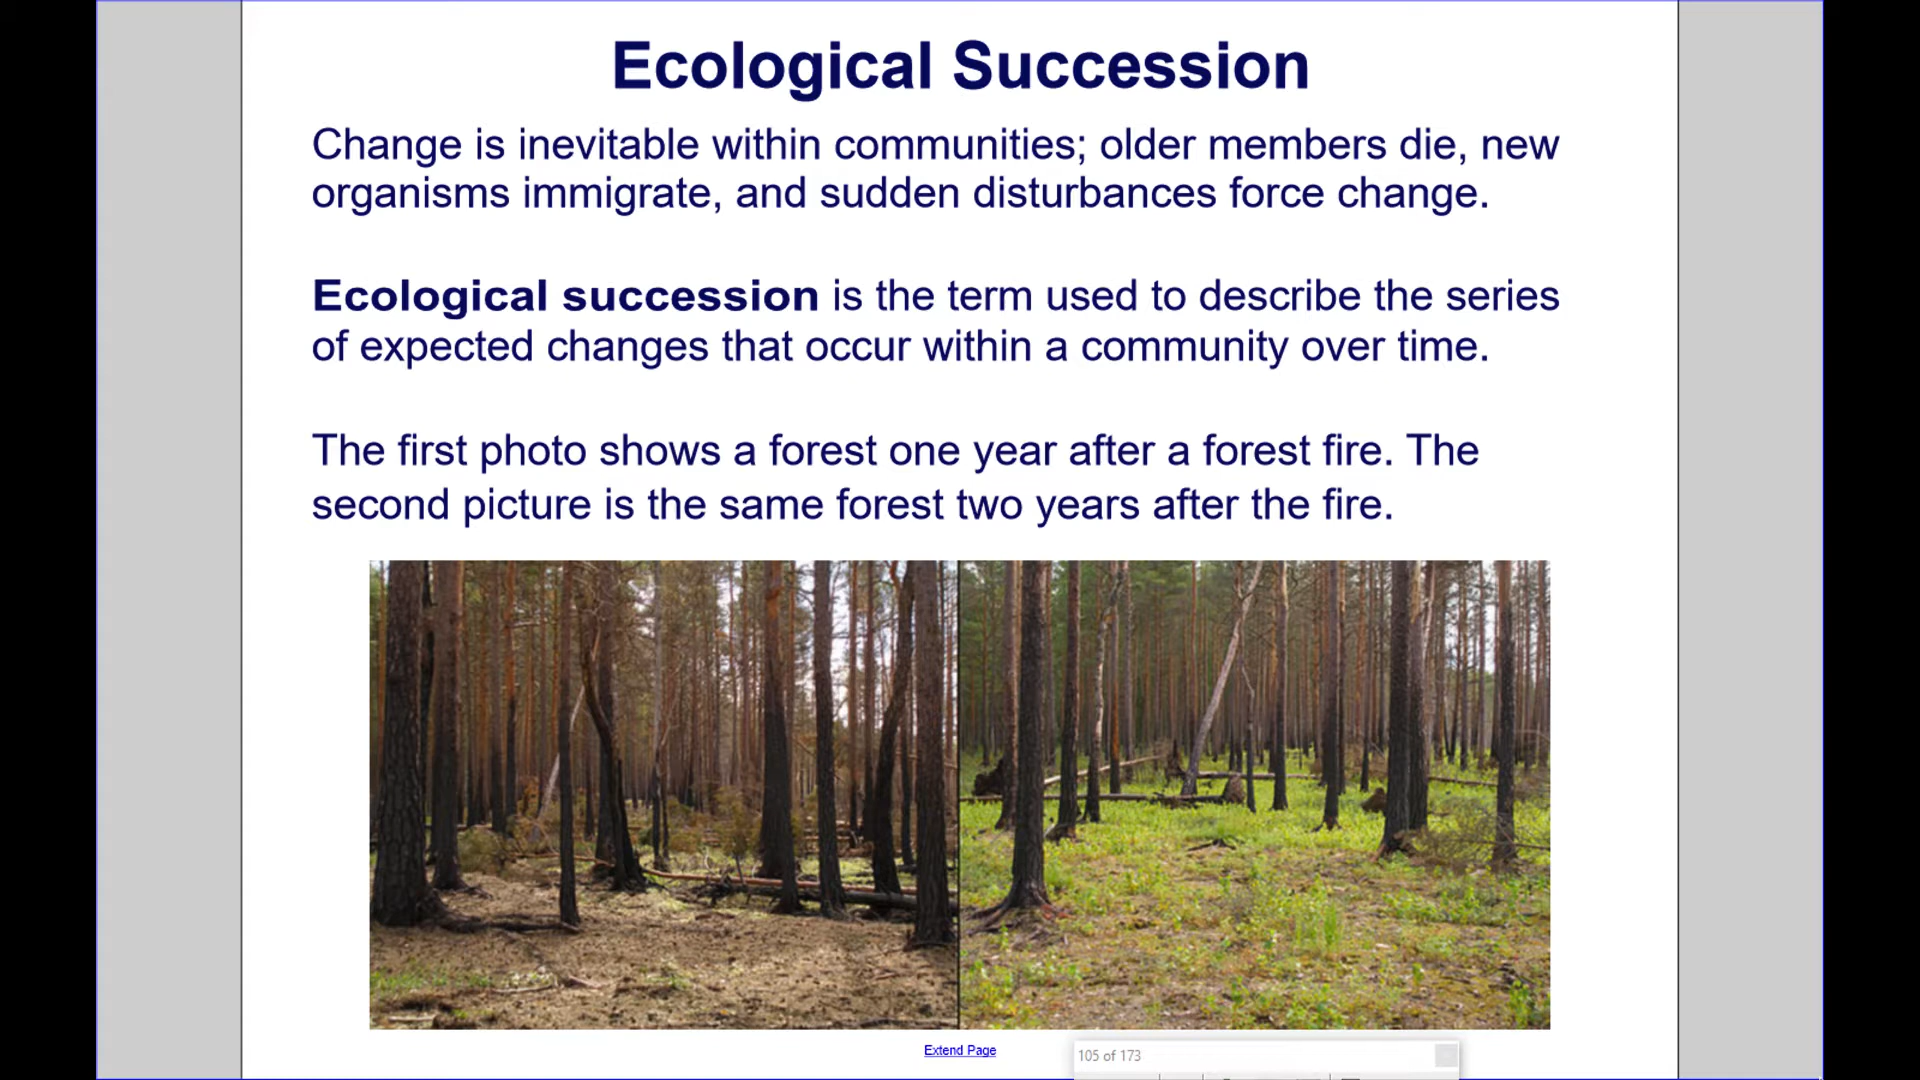 Ecological Succession
Change is inevitable within communities; older members die, new
organisms immigrate, and sudden disturbances force change.
Ecological succession is the term used to describe the series
of expected changes that occur within a community over time.
The first photo shows a forest one year after a forest fire. The
second picture is the same forest two years after the fire.
Extend Page
105 of 173